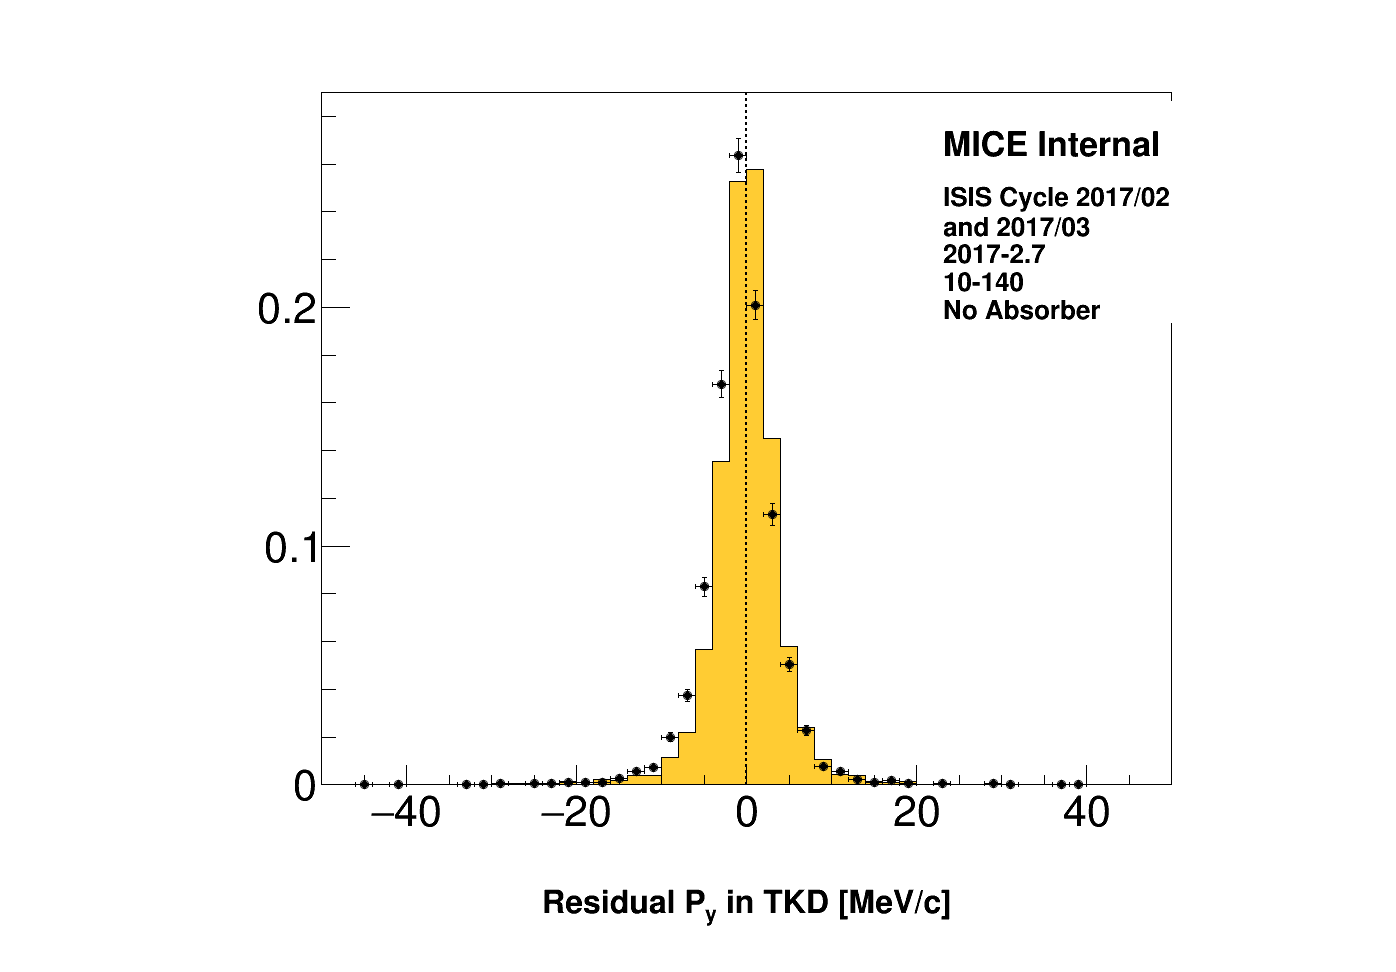 MICE Internal
ISIS Cycle 2017/02
and 2017/03
2017-2.7
10-140
No Absorber
0.2
0.1
0
−40 −20 0 20 40
Residual Py in TKD [MeV/c]